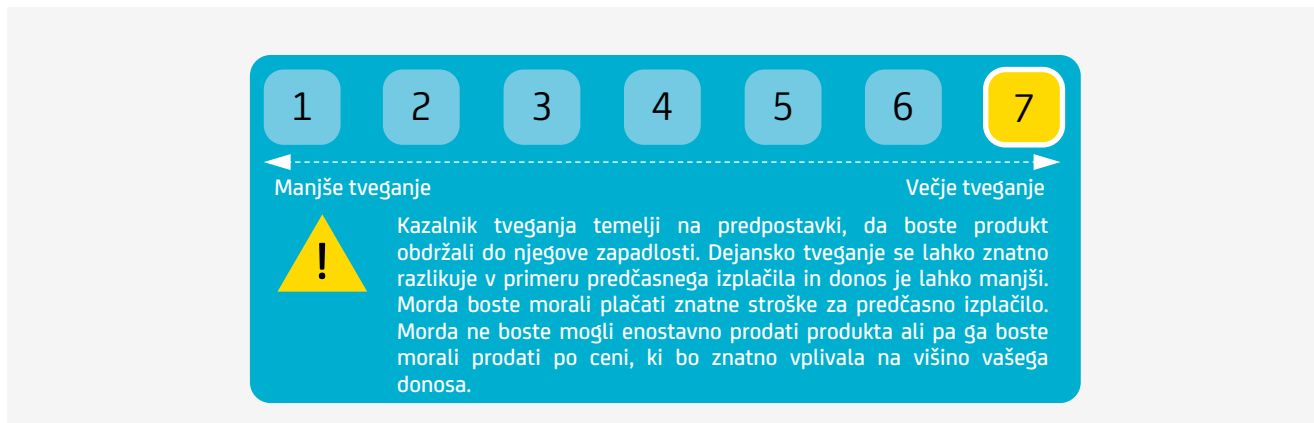 1 2 3 4 5 6 7
Manjše tveganje Večje tveganje
!
Kazalnik tveganja temelji na predpostavki, da boste produkt
obdržali do njegove zapadlosti. Dejansko tveganje se lahko znatno
razlikuje v primeru predčasnega izplačila in donos je lahko manjši.
Morda boste morali plačati znatne stroške za predčasno izplačilo.
Morda ne boste mogli enostavno prodati produkta ali pa ga boste
morali prodati po ceni, ki bo znatno vplivala na višino vašega
donosa.